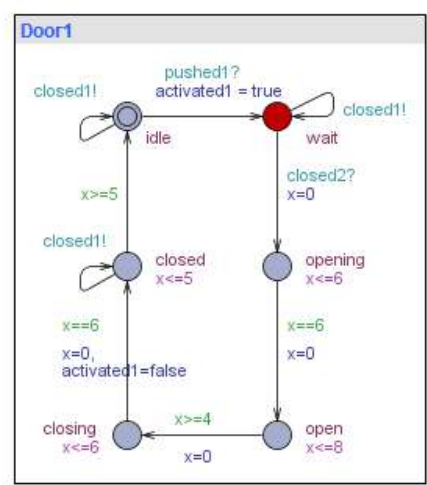 Door1
pushed1?
closed1!
activated1 = true
closed1!
idle
wait
closed2?
x>=5
x=0
closed1!
closed
opening
x<=5
x<=6
x==6
x==6
x=0,
x=0
activated1=false
x>=4
closing
open
x<=6
x<=8
x=0